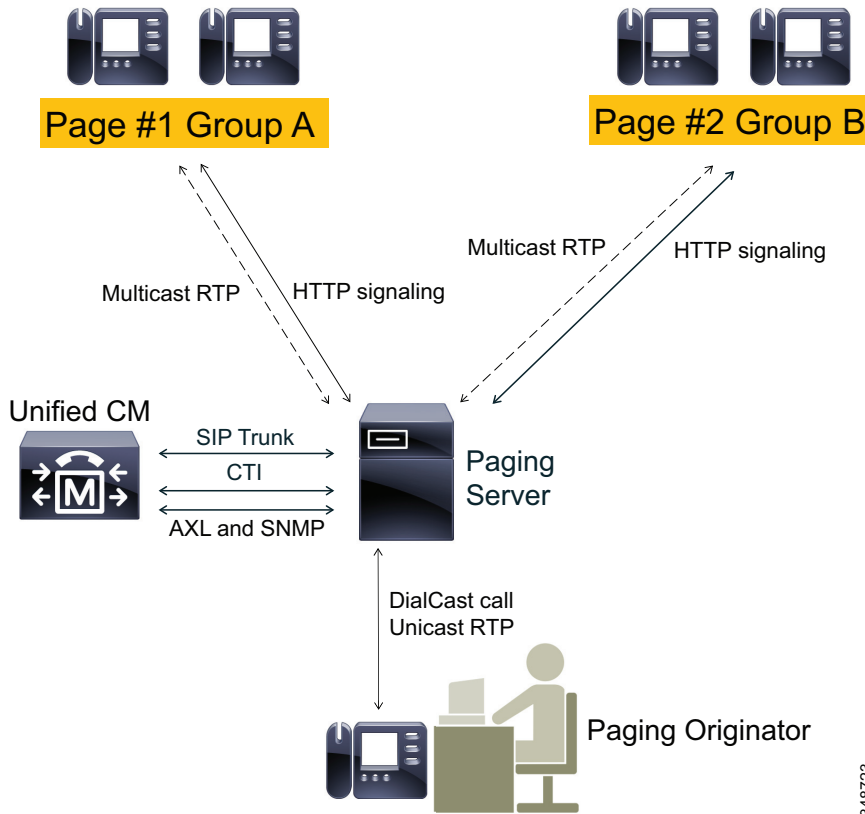 Page #1 Group A
Page #2 Group B
Multicast RTP
HTTP signaling
Multicast RTP
HTTP signaling
Unified CM
M
SIP Trunk
CTI
AXL and SNMP
Paging
Server
DialCast call
Unicast RTP
Paging Originator
348723